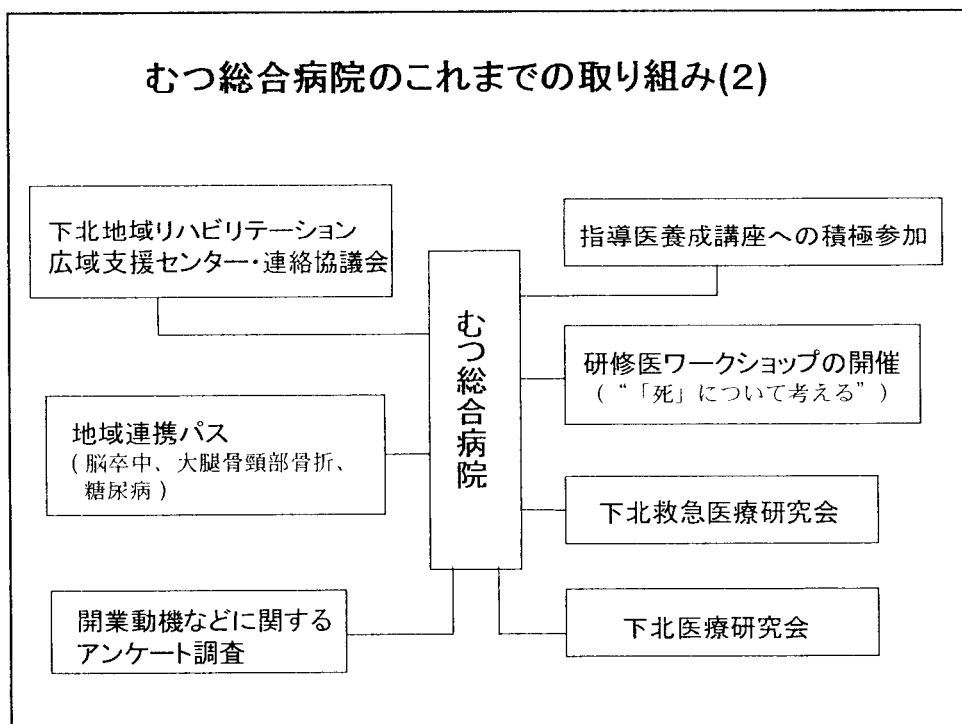 むつ総合病院のこれまでの取り組み(2)
下北地域リハビリテーション
広域支援センター・連絡協議会
地域連携パス
(脳卒中、大腿骨頸部骨折、
糖尿病)
開業動機などに関する
アンケート調査
むつ総合病院
指導医養成講座への積極参加
研修医ワークショップの開催
(“「死」について考える”)
下北救急医療研究会
下北医療研究会